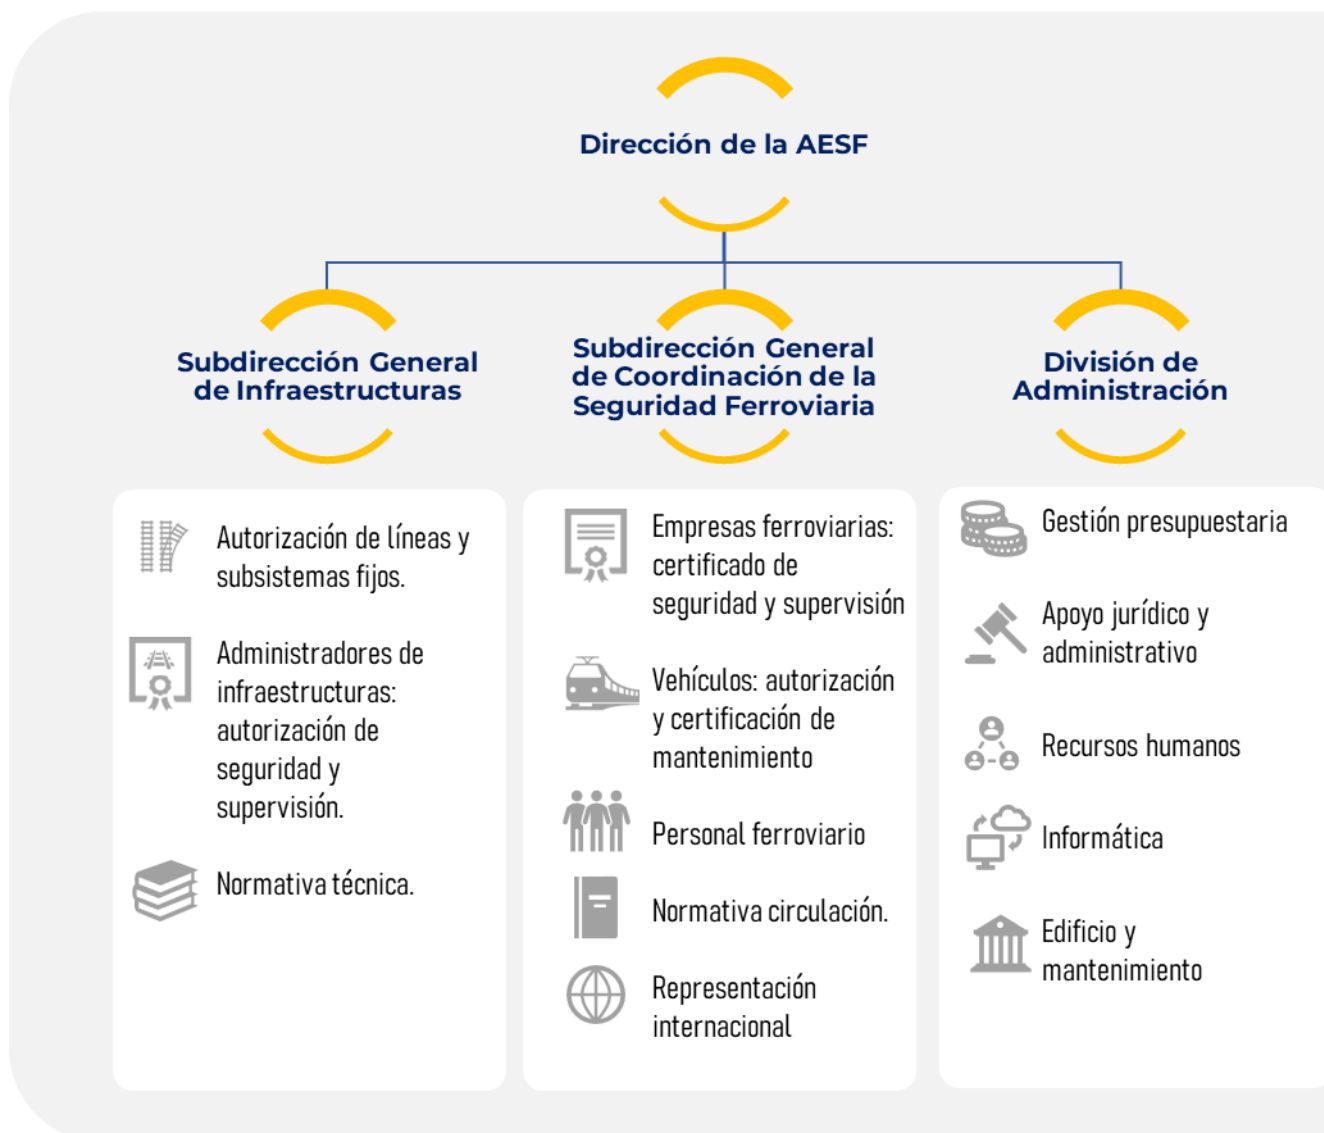 Dirección de la AESF
Subdirección General
de Infraestructuras
Subdirección General
de Coordinación de la
Seguridad Ferroviaria
División de
Administración
Autorización de líneas y
subsistemas fijos.
Administradores de
infraestructuras:
autorización de
seguridad y
supervisión.
Normativa técnica.
Empresas ferroviarias:
certificado de
seguridad y supervisión
Vehículos: autorización
y certificación de
mantenimiento
Personal ferroviario
Normativa circulación.
Representación
internacional
Gestión presupuestaria
Apoyo jurídico y
administrativo
Recursos humanos
Informática
Edificio y
mantenimiento